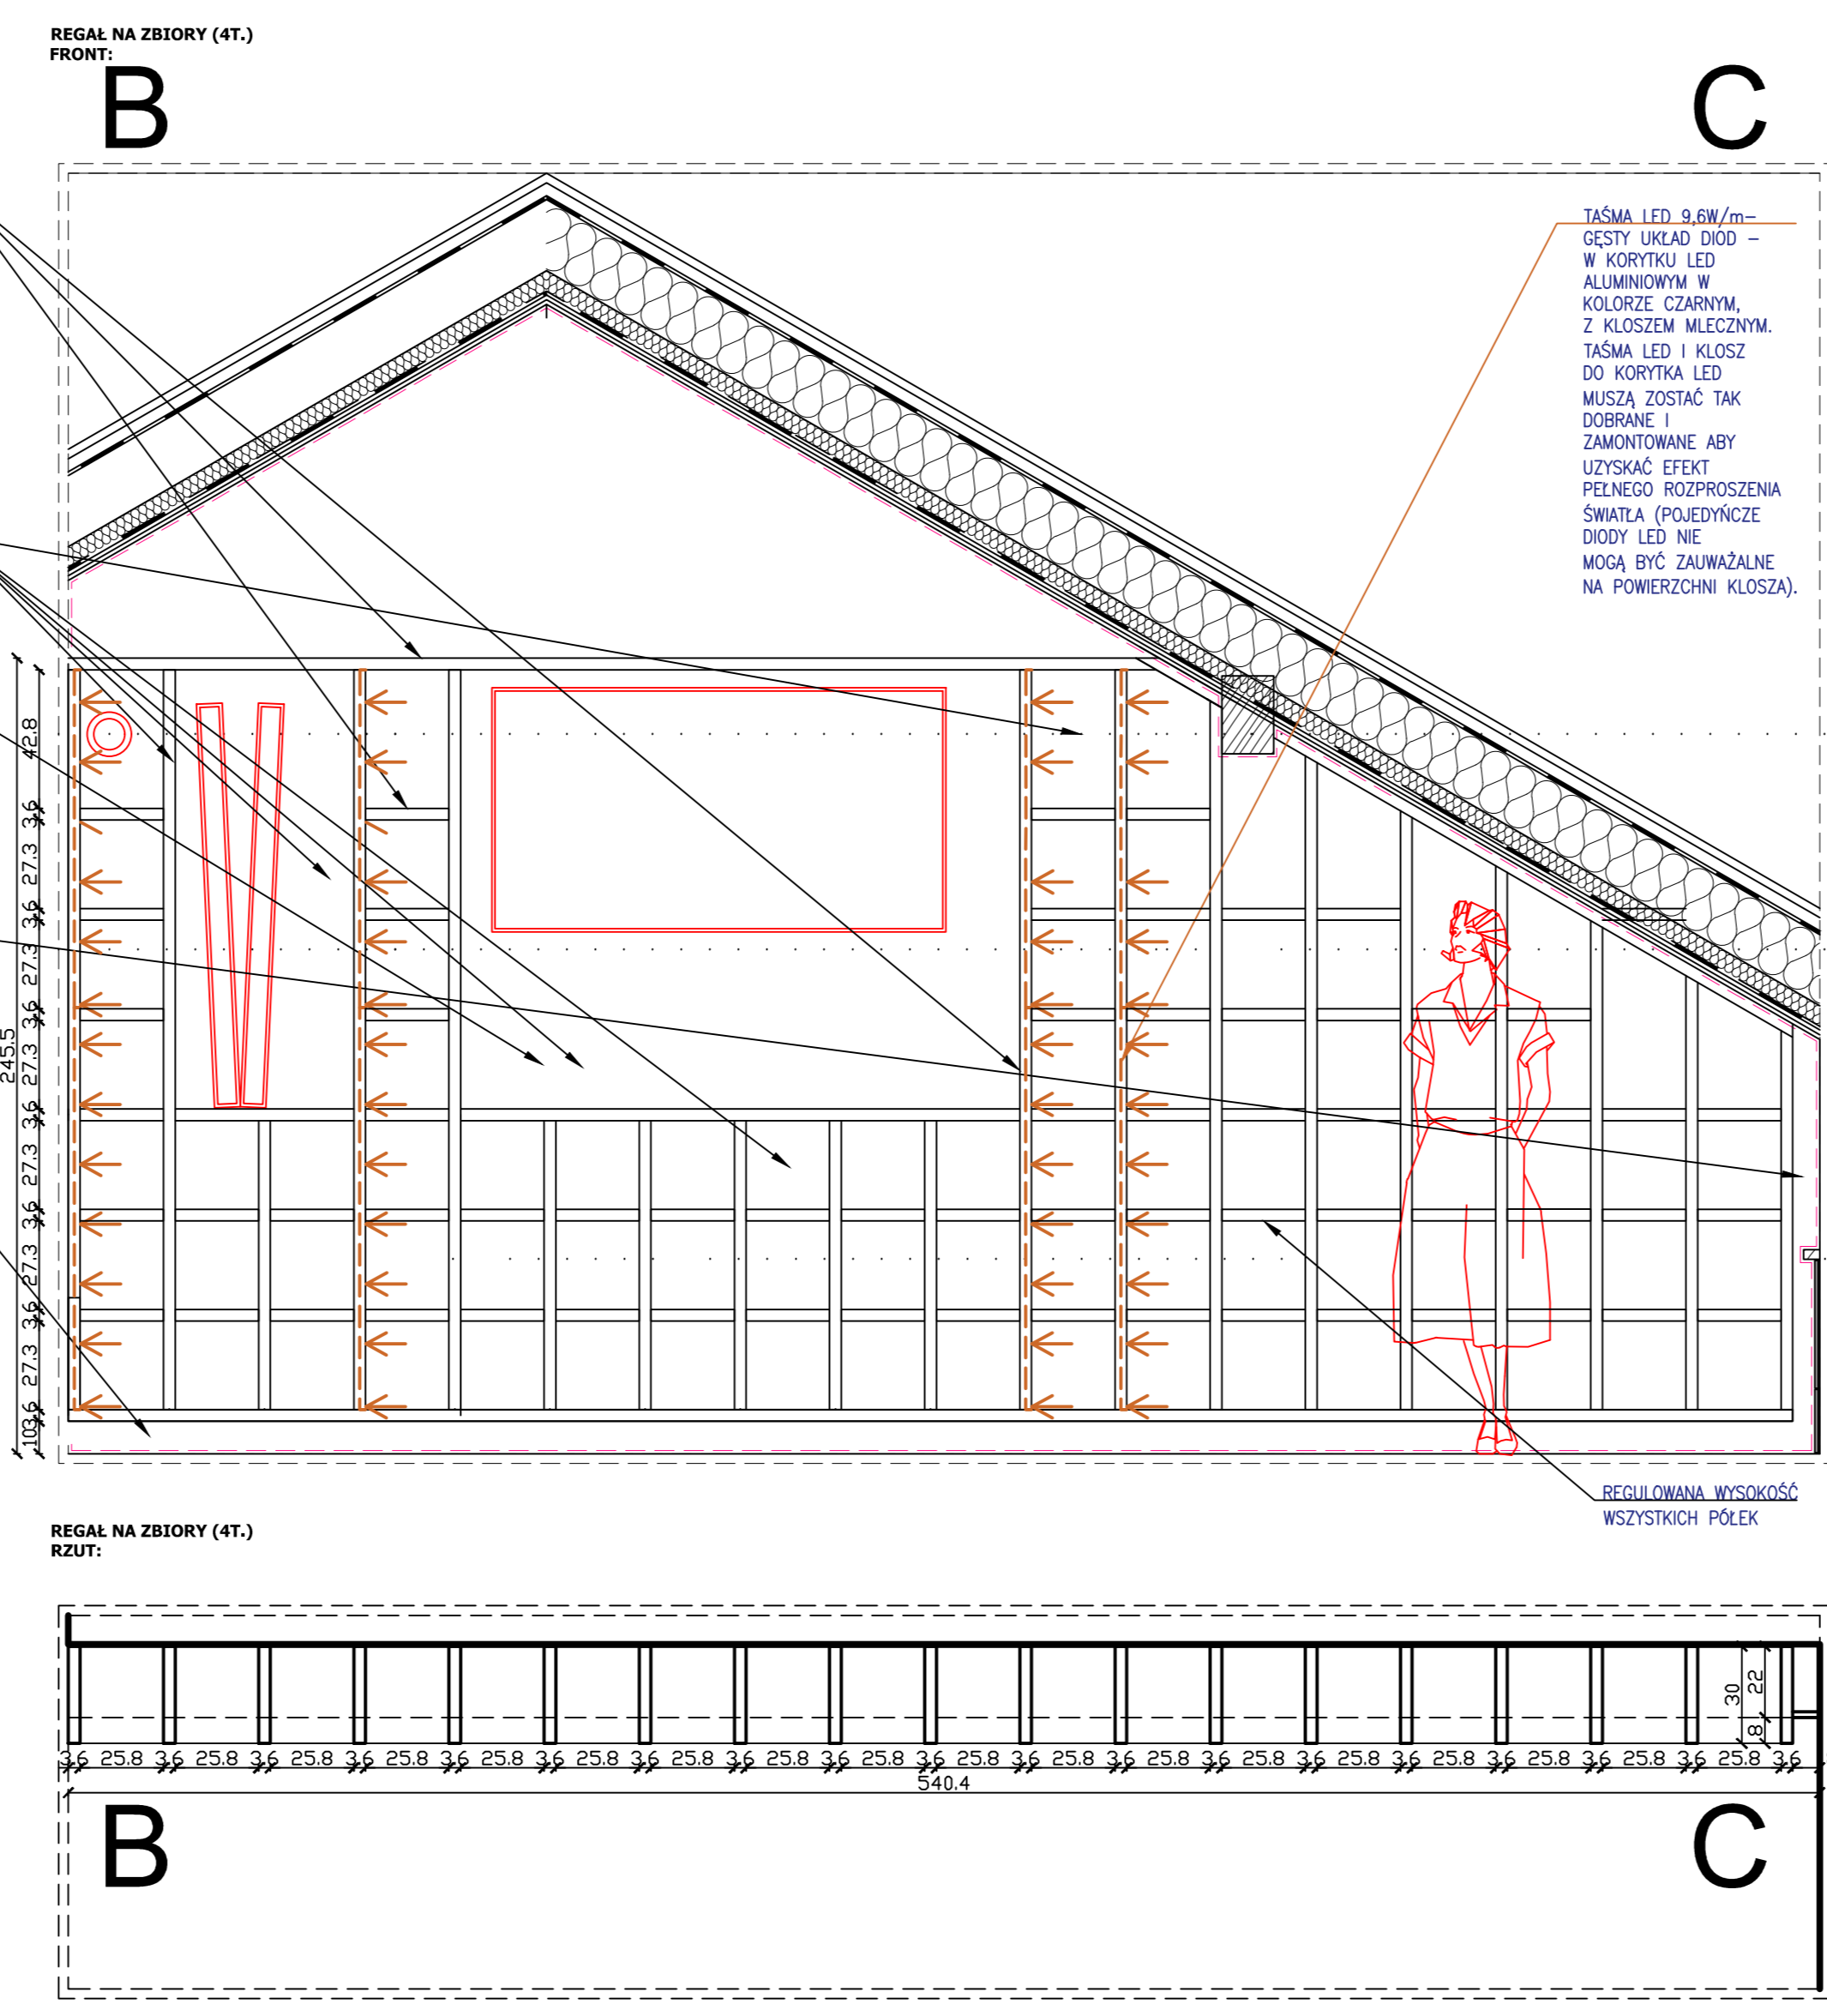 REGAŁ NA ZBIORY (4T.)
FRONT:
B
C
TAŚMA LED 9,6W/m–
GĘSTY UKŁAD DIÓD –
W KORYTKU LED
ALUMINIOWYM W
KOLORZE CZARNYM,
Z KLOSZEM MLECZNYM.
TAŚMA LED I KLOSZ
DO KORYTKA LED
MUSZĄ ZOSTAĆ TAK
DOBRANE I
ZAMONTOWANE ABY
UZYSKAĆ EFEKT
PEŁNEGO ROZPROSZENIA
ŚWIATŁA (POJEDYŃCZE
DIODY LED NIE
MOGĄ BYĆ ZAUWAŻALNE
NA POWIERZCHNI KLOSZA).
42.8
3.6
27.3
3.6
27.3
3.6
27.3
3.6
27.3
3.6
27.3
3.6
27.3
3.6
10
245.5
REGULOWANA WYSOKOŚĆ
WSZYSTKICH PÓŁEK
REGAŁ NA ZBIORY (4T.)
RZUT:
30
22
8
3.6 25.8 3.6 25.8 3.6 25.8 3.6 25.8 3.6 25.8 3.6 25.8 3.6 25.8 3.6 25.8 3.6 25.8 3.6 25.8 3.6 25.8 3.6 25.8 3.6 25.8 3.6 25.8 3.6 25.8 3.6 25.8 3.6 25.8 3.6 25.8 3.6
540.4
B
C